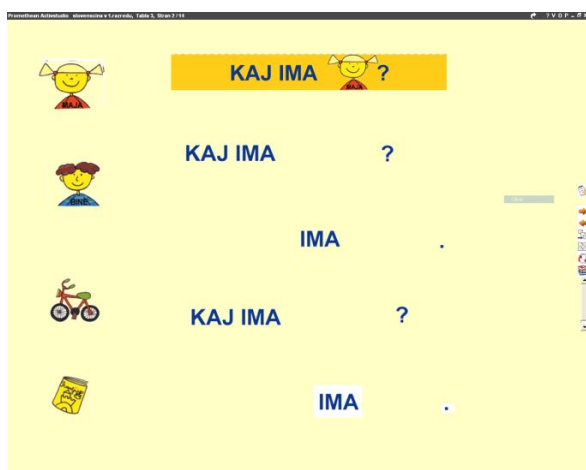 Promethean Activstudio slovenscina v 1.razredu, Tabla 3, Stran 2 / 14
KAJ IMA MAJA ?
MAJA
KAJ IMA ?
BINE
IMA .
KAJ IMA ?
IMA .